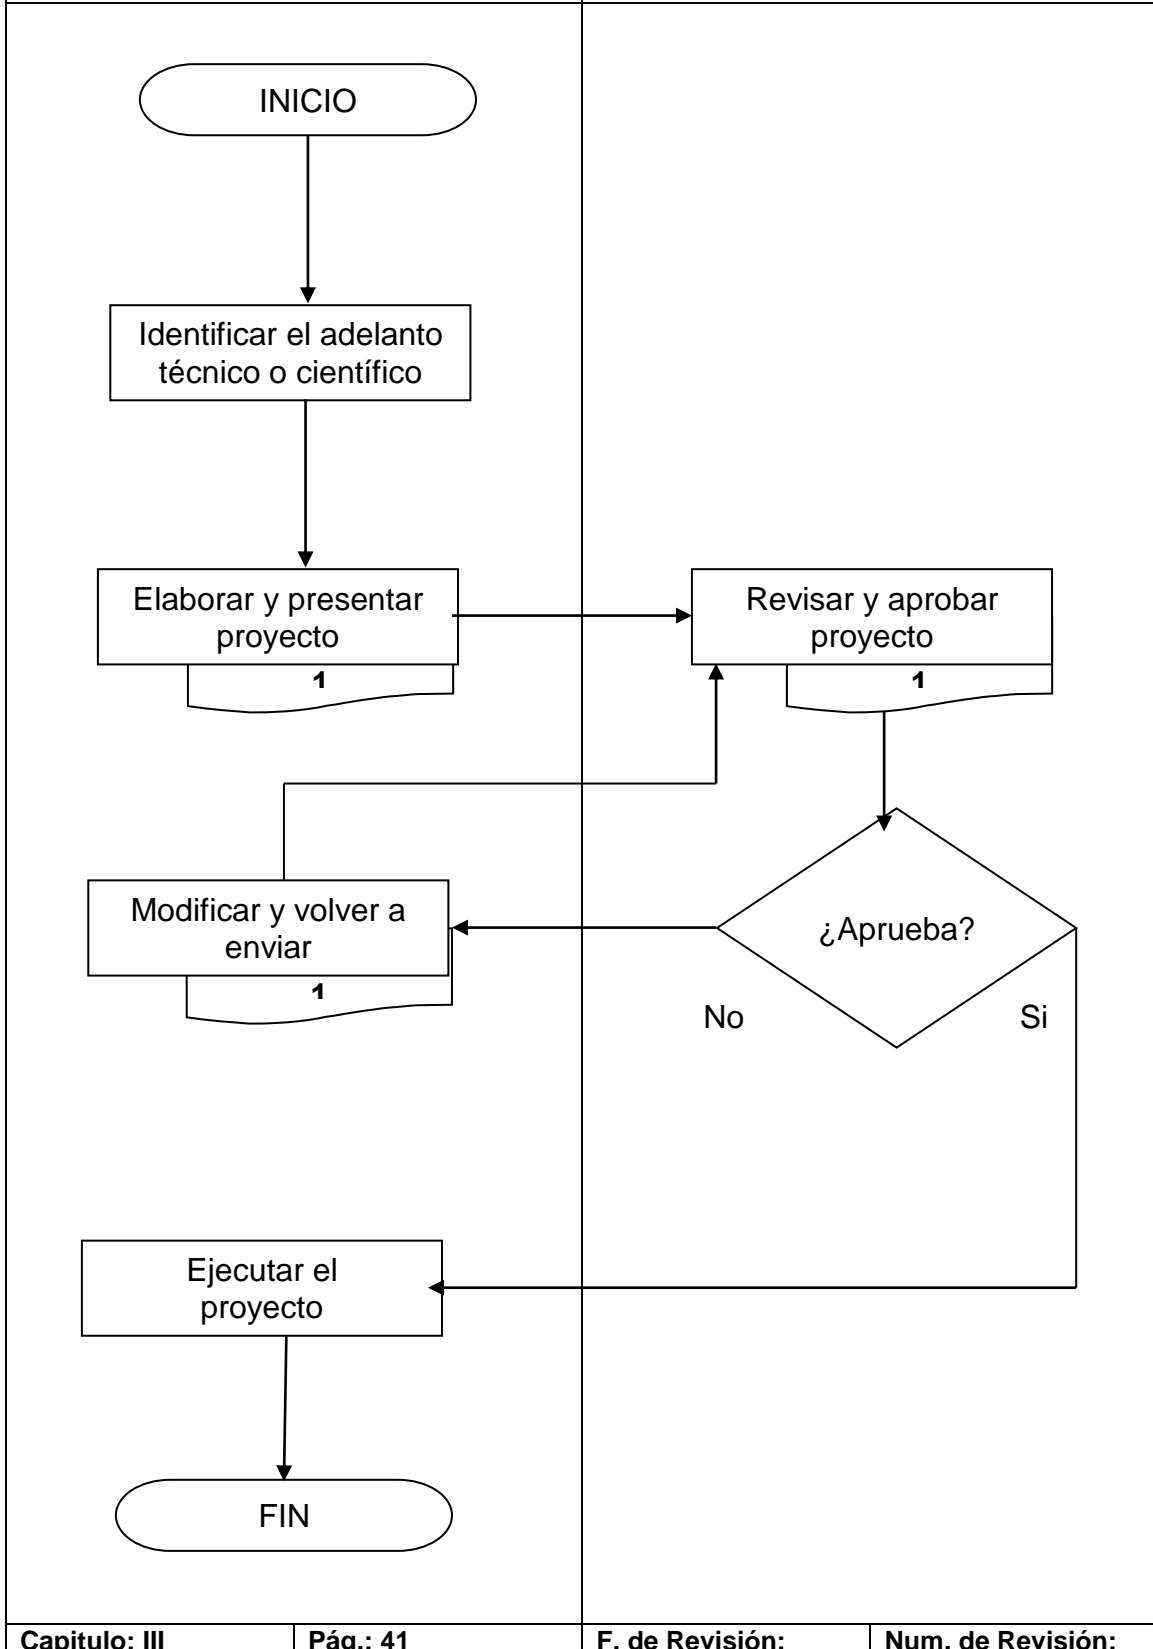 INICIO
Identificar el adelanto
técnico o científico
Elaborar y presentar
proyecto
1
Revisar y aprobar
proyecto
1
Modificar y volver a
enviar
1
¿Aprueba?
No
Si
Ejecutar el
proyecto
FIN
Capitulo: III
Pág.: 41
F. de Revisión:
Num. de Revisión: